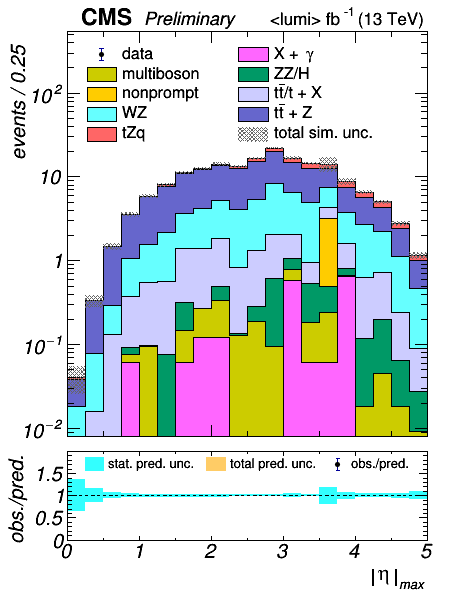 CMS Preliminary <lumi> fb⁻¹ (13 TeV)
events / 0.25
data
multiboson
nonprompt
WZ
tZq
X + γ
ZZ/H
tt̄/t + X
tt̄ + Z
total sim. unc.
10²
10
1
10⁻¹
10⁻²
obs./pred.
stat. pred. unc. total pred. unc. obs./pred.
1.5
1
0.5
0
0 1 2 3 4 5
|η|max